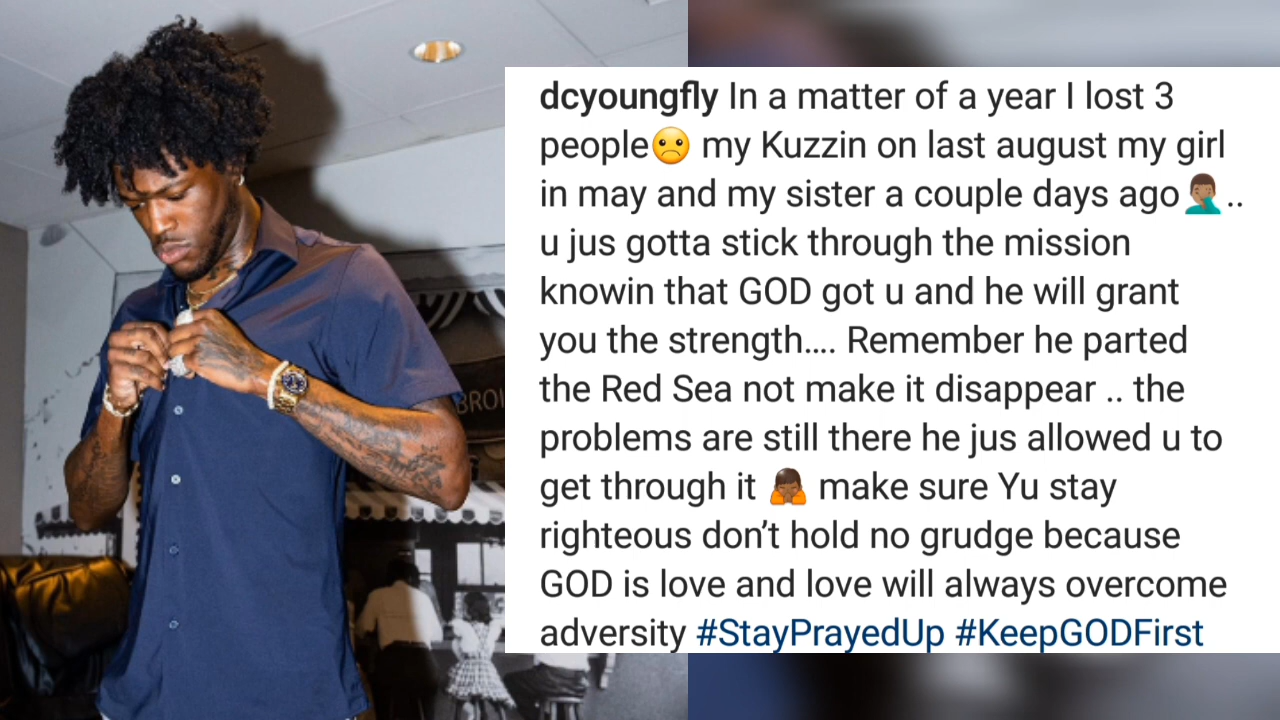 dcyoungfly In a matter of a year I lost 3
people☹️ my Kuzzin on last august my girl
in may and my sister a couple days ago🤦🏽‍♂️..
u jus gotta stick through the mission
knowin that GOD got u and he will grant
you the strength.... Remember he parted
the Red Sea not make it disappear .. the
problems are still there he jus allowed u to
get through it 🙏🏾 make sure Yu stay
righteous don’t hold no grudge because
GOD is love and love will always overcome
adversity #StayPrayedUp #KeepGODFirst